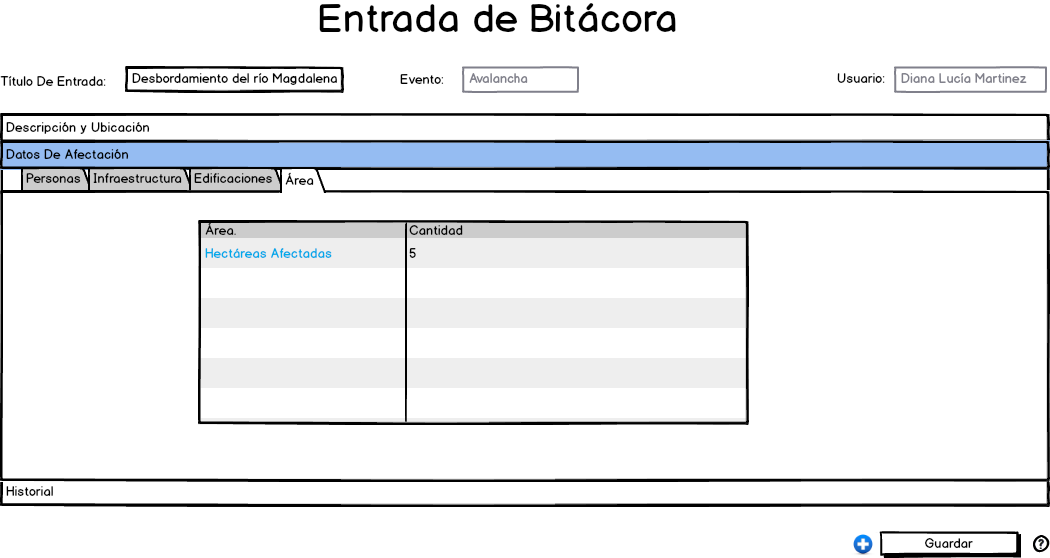 Entrada de Bitácora
Título De Entrada: Desbordamiento del río Magdalena Evento: Avalancha Usuario: Diana Lucía Martinez
Descripción y Ubicación
Datos De Afectación
Personas Infraestructura Edificaciones Área
Área. Cantidad
Hectáreas Afectadas 5
Historial
Guardar ?